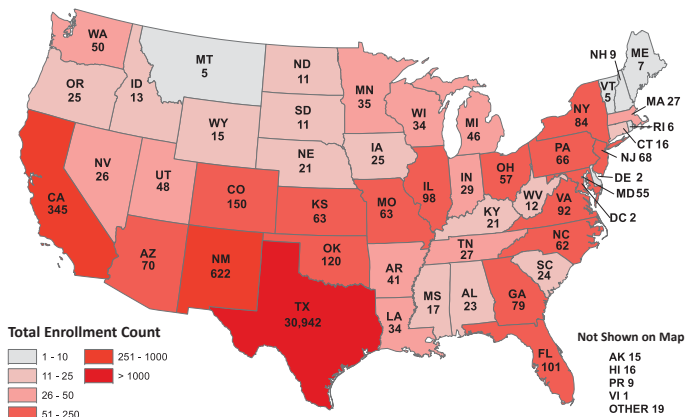 WA
50
MT
5
ND
11
MN
35
NH 9
ME
7
VT
5
OR
25
ID
13
WY
15
SD
11
WI
34
MI
46
NY
84
MA 27
RI 6
CT 16
NJ 68
NE
21
IA
25
PA
66
DE 2
MD 55
DC 2
NV
26
UT
48
CO
150
KS
63
MO
63
IL
98
IN
29
OH
57
WV
12
VA
92
CA
345
KY
21
NC
62
TN
27
AZ
70
NM
622
OK
120
AR
41
SC
24
MS
17
AL
23
GA
79
TX
30,942
LA
34
FL
101
Total Enrollment Count
1 - 10
11 - 25
26 - 50
51 - 250
251 - 1000
> 1000
Not Shown on Map
AK 15
HI 16
PR 9
VI 1
OTHER 19